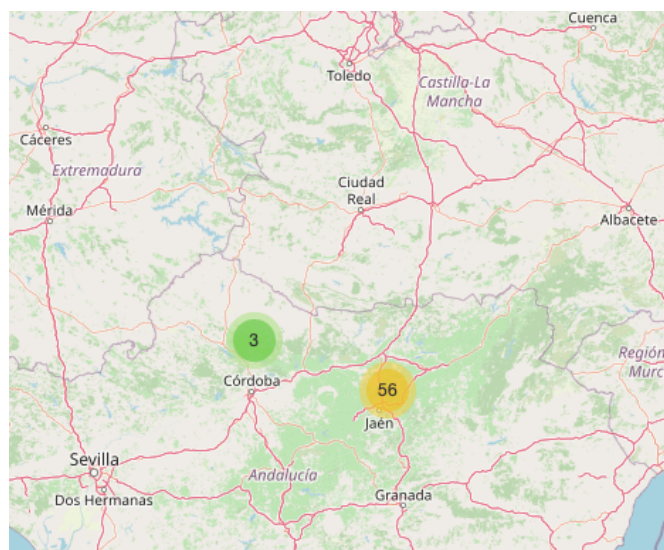 Cuenca
Toledo
Castilla-La
Mancha
Cáceres
Extremadura
Ciudad
Real
Mérida
Albacete
3
Región
Murc
Córdoba
56
Jaén
Sevilla
Andalucía
Dos Hermanas
Granada